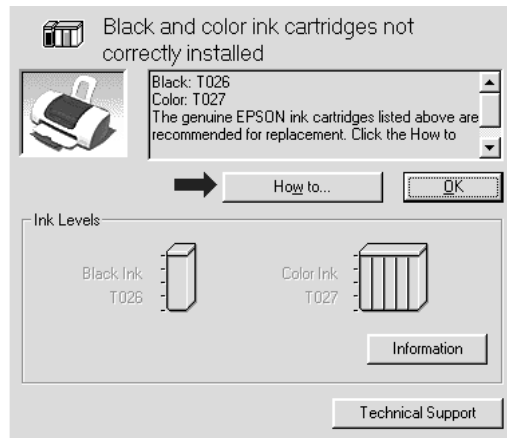 Black and color ink cartridges not
correctly installed
Black: T026
Color: T027
The genuine EPSON ink cartridges listed above are
recommended for replacement. Click the How to
How to...
OK
Ink Levels
Black Ink
T026
Color Ink
T027
Information
Technical Support